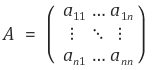 A = ( a₁₁ … a₁ₙ
⋮ ⋱ ⋮
aₙ₁ … aₙₙ )